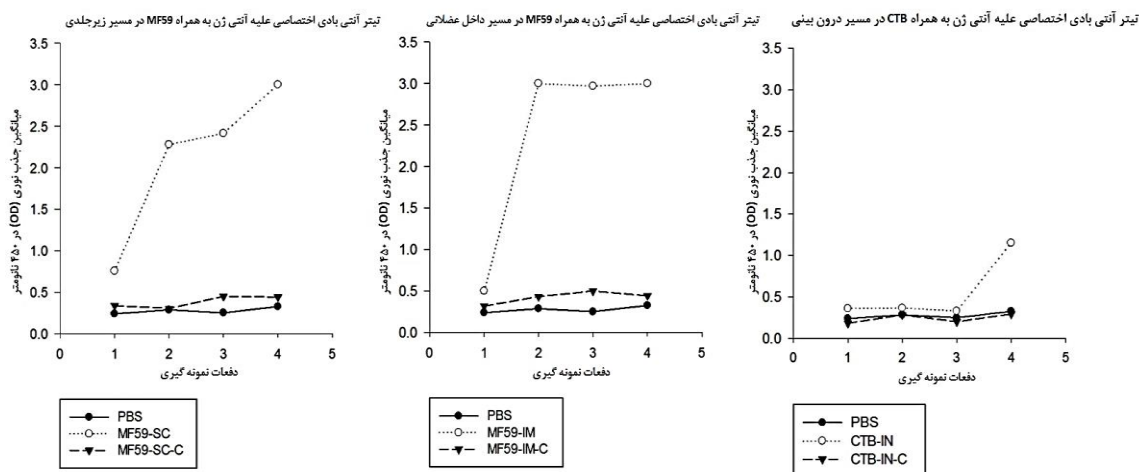 تیتر آنتی بادی اختصاصی علیه آنتی ژن به همراه MF59 در مسیر زیرجلدی
میانگین جذب نوری (OD) در ۴۵۰ نانومتر
3.5
3.0
2.5
2.0
1.5
1.0
0.5
0.0
0 1 2 3 4 5
دفعات نمونه گیری
PBS
MF59-SC
MF59-SC-C
تیتر آنتی بادی اختصاصی علیه آنتی ژن به همراه MF59 در مسیر داخل عضلانی
میانگین جذب نوری (OD) در ۴۵۰ نانومتر
3.5
3.0
2.5
2.0
1.5
1.0
0.5
0.0
0 1 2 3 4 5
دفعات نمونه گیری
PBS
MF59-IM
MF59-IM-C
تیتر آنتی بادی اختصاصی علیه آنتی ژن به همراه CTB در مسیر درون بینی
میانگین جذب نوری (OD) در ۴۵۰ نانومتر
3.5
3.0
2.5
2.0
1.5
1.0
0.5
0.0
0 1 2 3 4 5
دفعات نمونه گیری
PBS
CTB-IN
CTB-IN-C